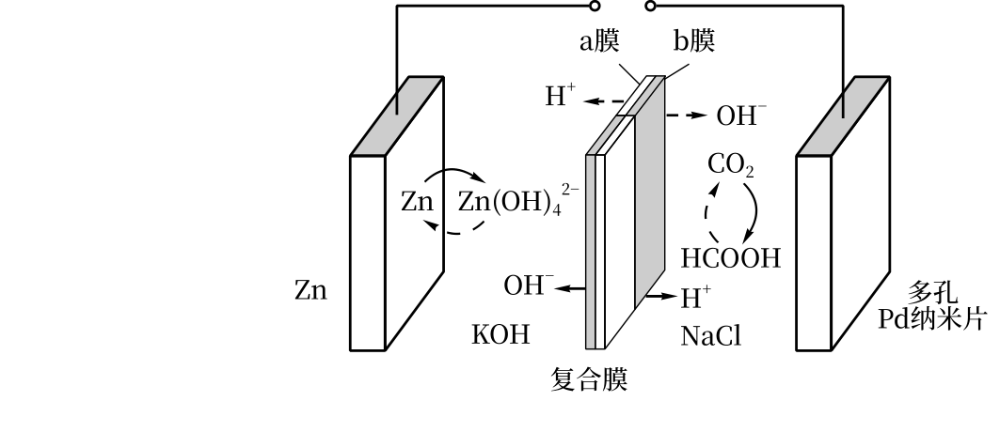 a膜
b膜
H⁺
OH⁻
CO₂
Zn
Zn(OH)₄²⁻
HCOOH
Zn
OH⁻
H⁺
多孔
Pd纳米片
KOH
NaCl
复合膜